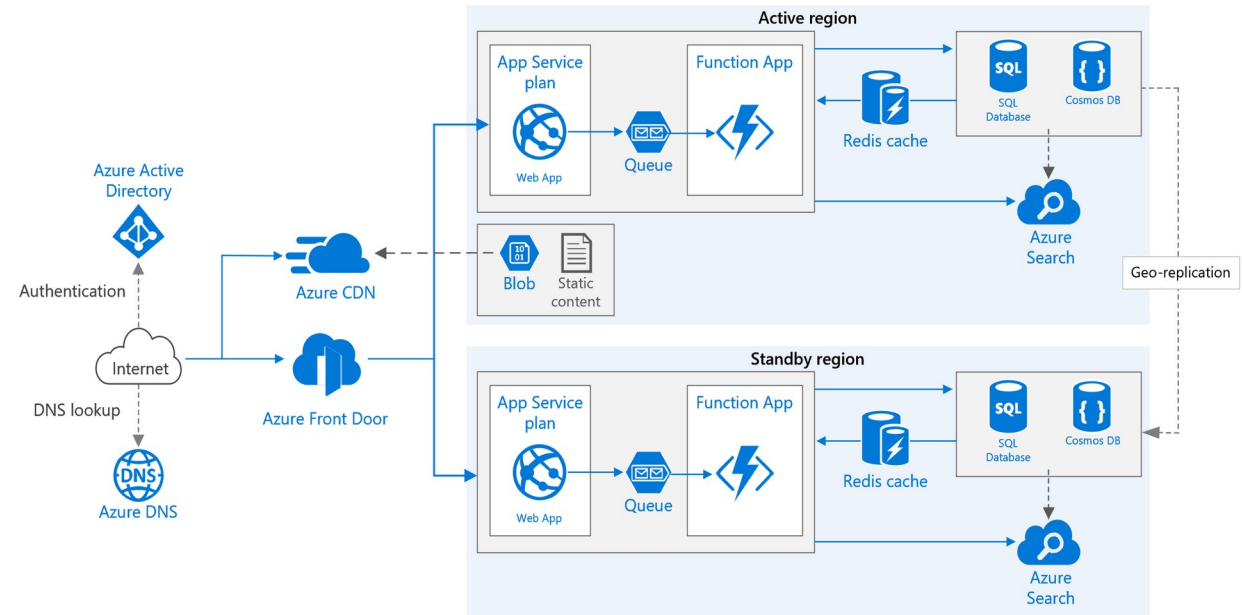 Active region
App Service
plan
Web App
Queue
Function App
Redis cache
SQL
SQL
Database
{ }
Cosmos DB
Azure
Search
Azure Active
Directory
Authentication
Internet
DNS lookup
DNS
Azure DNS
Azure CDN
Azure Front Door
10
01
Blob
Static
content
Geo-replication
Standby region
App Service
plan
Web App
Queue
Function App
Redis cache
SQL
SQL
Database
{ }
Cosmos DB
Azure
Search